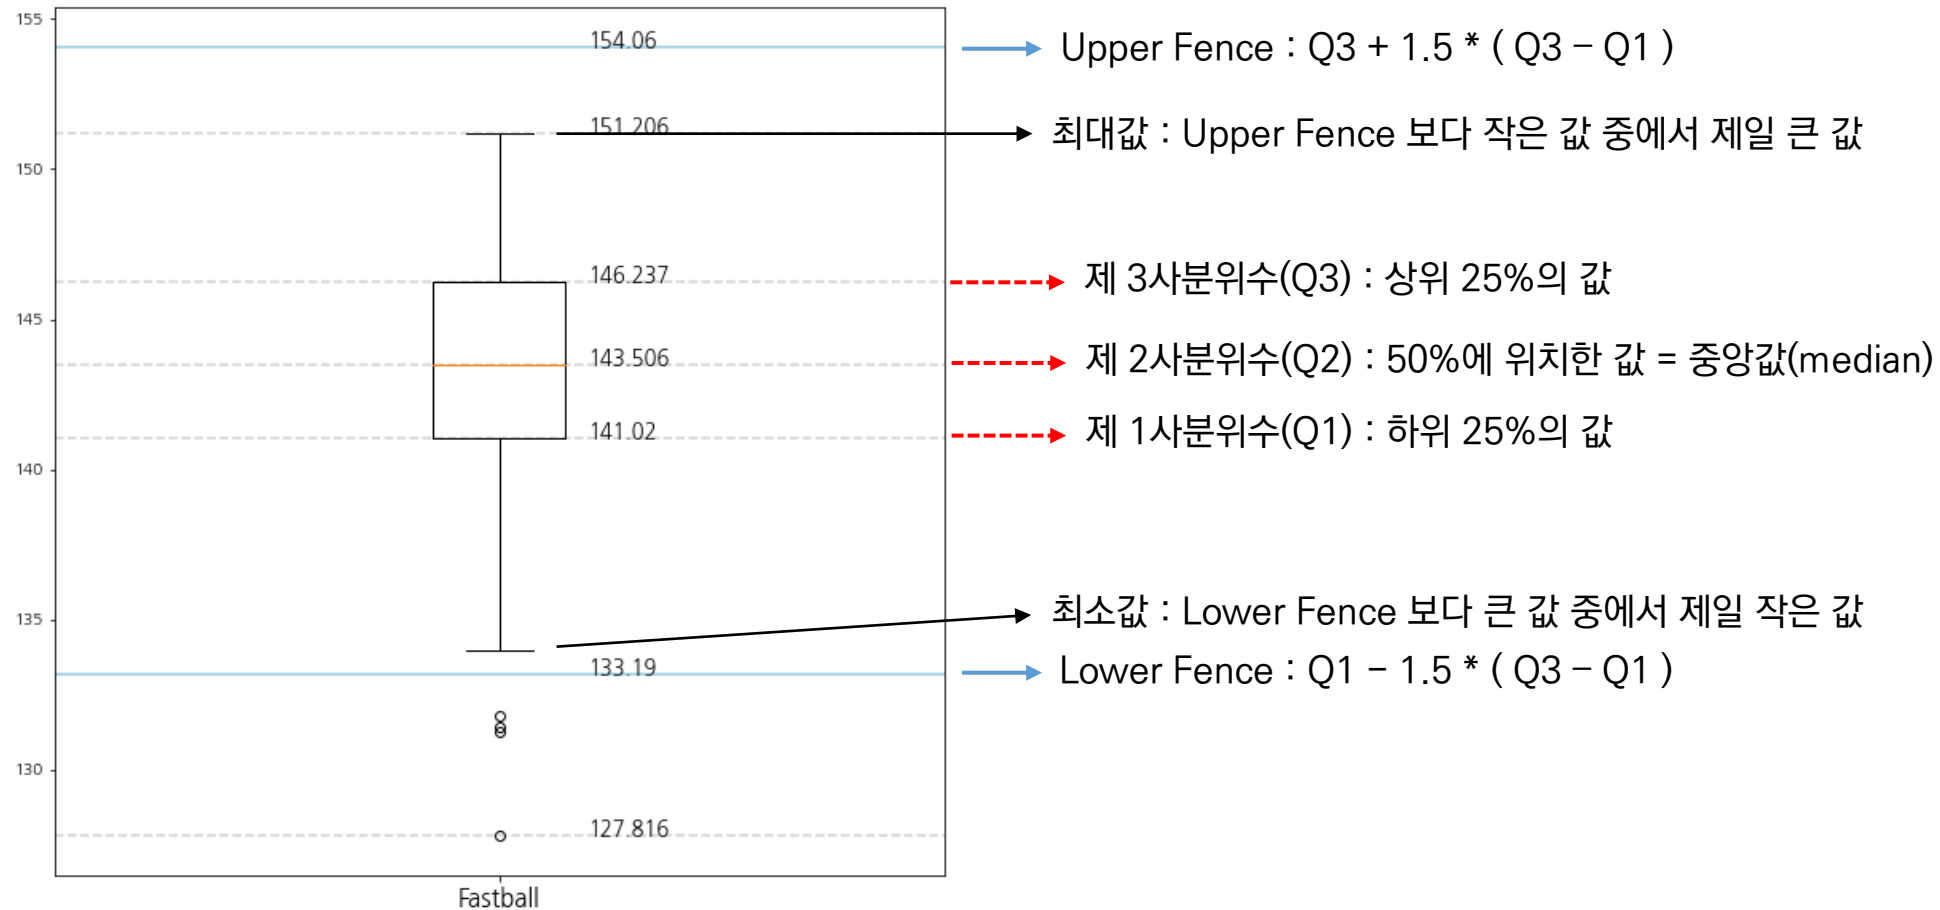 155
154.06
Upper Fence : Q3 + 1.5 * ( Q3 – Q1 )
151.206
최대값 : Upper Fence 보다 작은 값 중에서 제일 큰 값
150
146.237
제 3사분위수(Q3) : 상위 25%의 값
145
143.506
제 2사분위수(Q2) : 50%에 위치한 값 = 중앙값(median)
141.02
제 1사분위수(Q1) : 하위 25%의 값
140
최소값 : Lower Fence 보다 큰 값 중에서 제일 작은 값
135
133.19
Lower Fence : Q1 - 1.5 * ( Q3 – Q1 )
130
127.816
Fastball